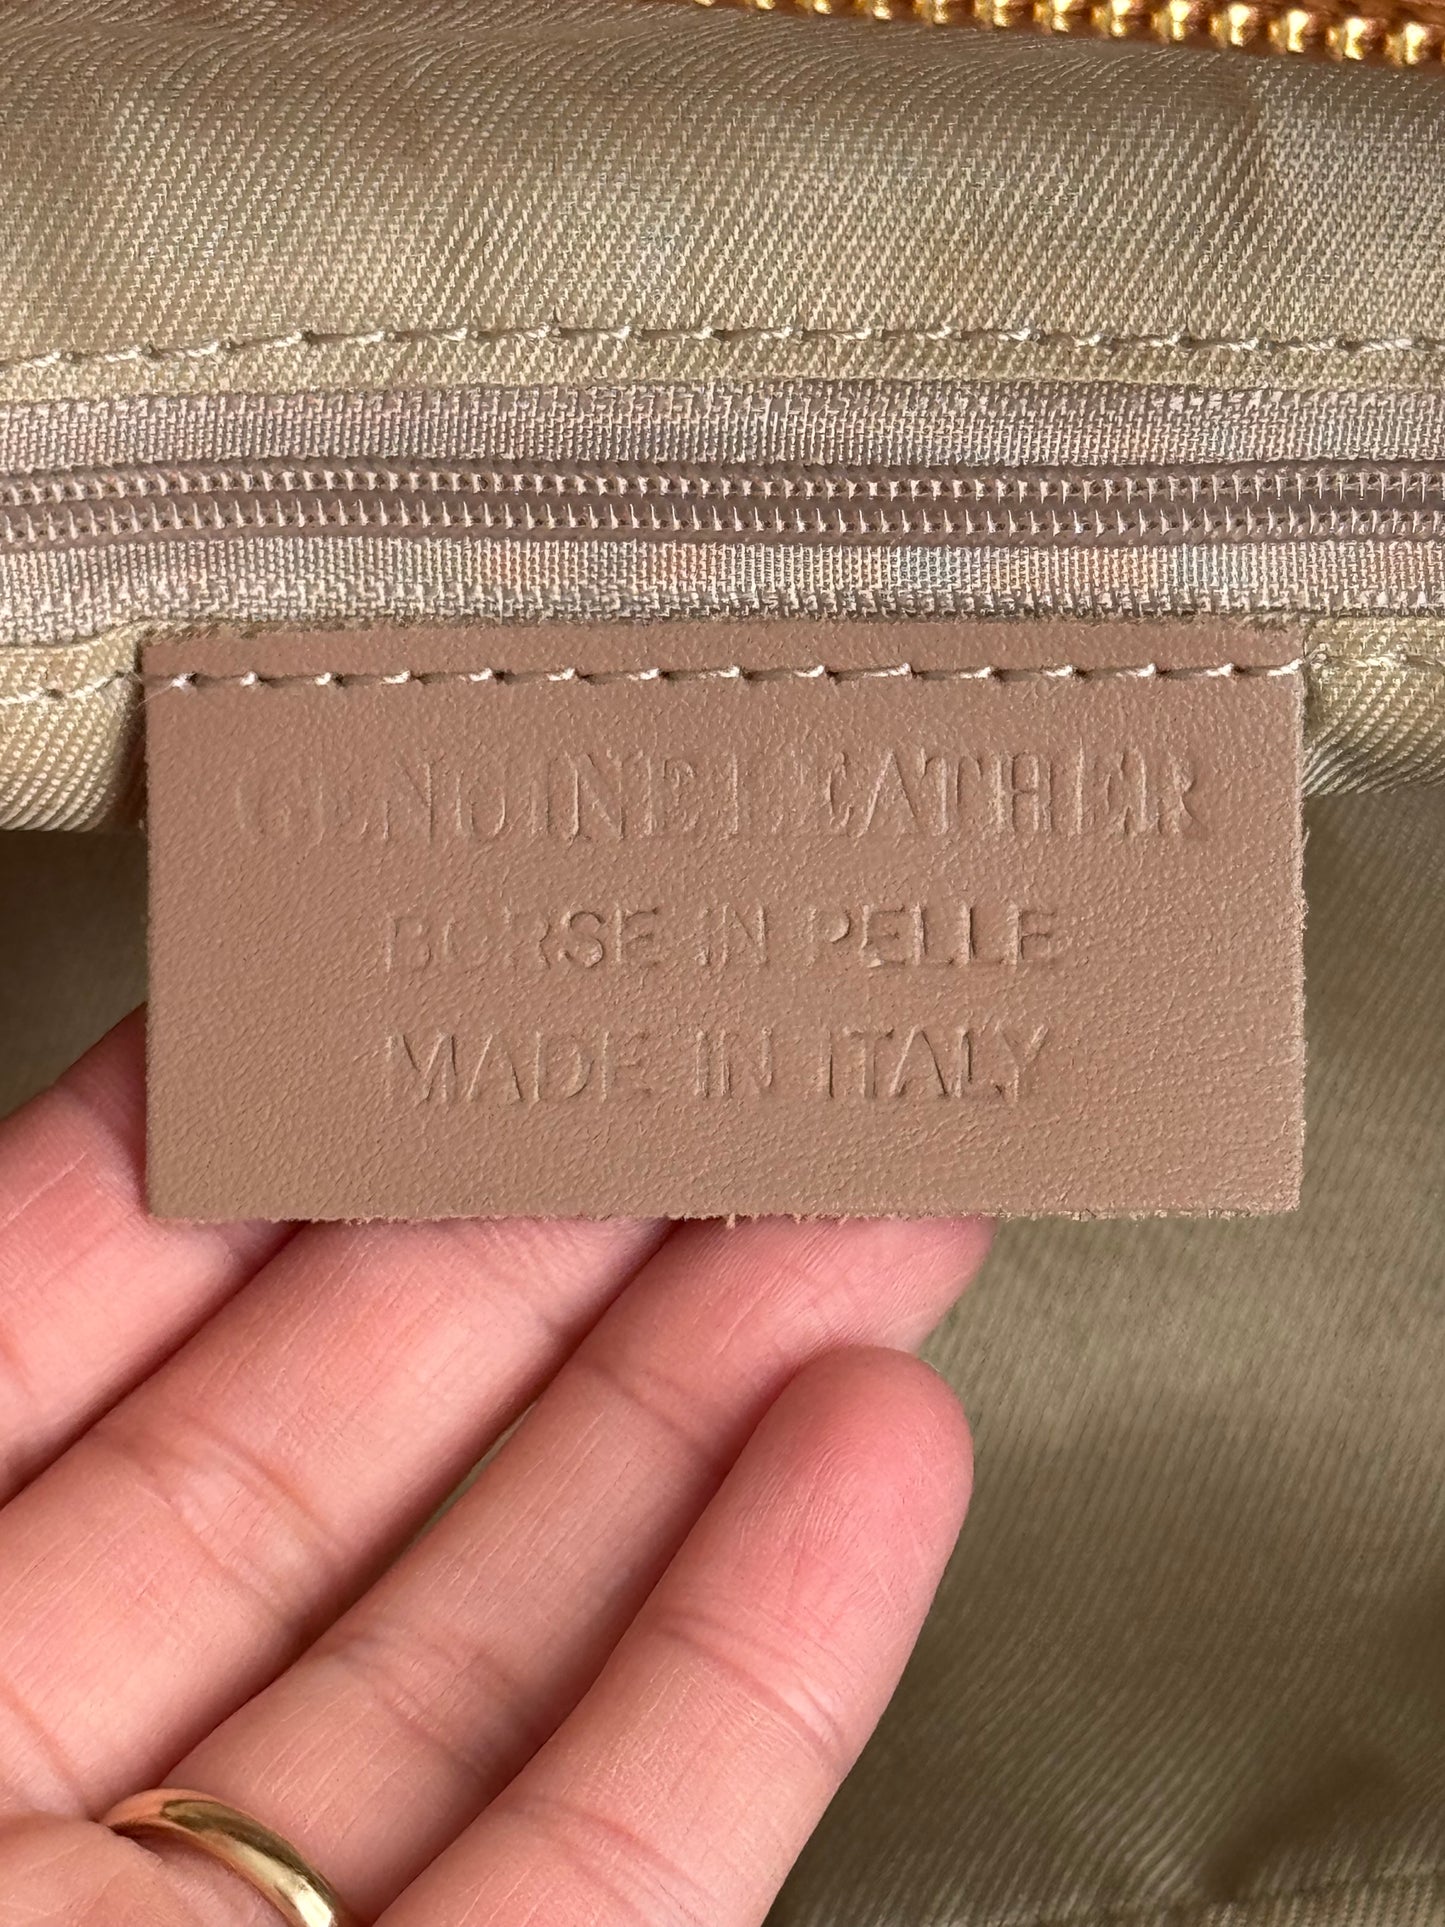 GENUINE LEATHER
BORSE IN PELLE
MADE IN ITALY